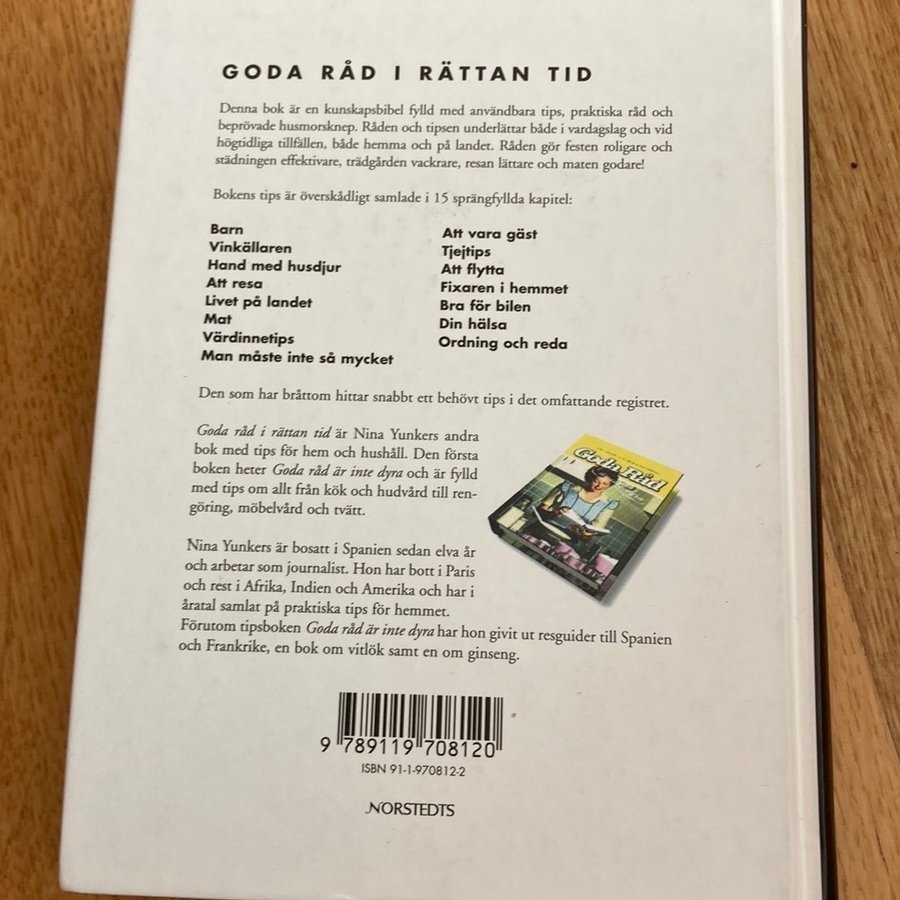 GODA RÅD I RÄTTAN TID
Denna bok är en kunskapsbibel fylld med användbara tips, praktiska råd och
beprövade husmorsknep. Råden och tipsen underlättar både i vardagslag och vid
högtidliga tillfällen, både hemma och på landet. Råden gör festen roligare och
städningen effektivare, trädgården vackrare, resan lättare och maten godare!
Bokens tips är överskådligt samlade i 15 sprängfyllda kapitel:
Barn
Vinkällaren
Hand med husdjur
Att resa
Livet på landet
Mat
Värdinnetips
Man måste inte så mycket
Att vara gäst
Tjejtips
Att flytta
Fixaren i hemmet
Bra för bilen
Din hälsa
Ordning och reda
Den som har bråttom hittar snabbt ett behövt tips i det omfattande registret.
Goda råd i rättan tid är Nina Yunkers andra
bok med tips för hem och hushåll. Den första
boken heter Goda råd är inte dyra och är fylld
med tips om allt från kök och hudvård till ren-
göring, möbelvård och tvätt.
Goda Råd
Nina Yunkers är bosatt i Spanien sedan elva år
och arbetar som journalist. Hon har bott i Paris
och rest i Afrika, Indien och Amerika och har i
åratal samlat på praktiska tips för hemmet.
Förutom tipsboken Goda råd är inte dyra har hon givit ut resguider till Spanien
och Frankrike, en bok om vitlök samt en om ginseng.
9 789119 708120
ISBN 91-1-970812-2
NORSTEDTS